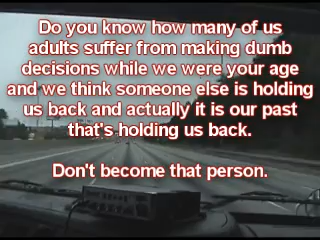 Do you know how many of us
adults suffer from making dumb
decisions while we were your age
and we think someone else is holding
us back and actually it is our past
that's holding us back.
Don't become that person.